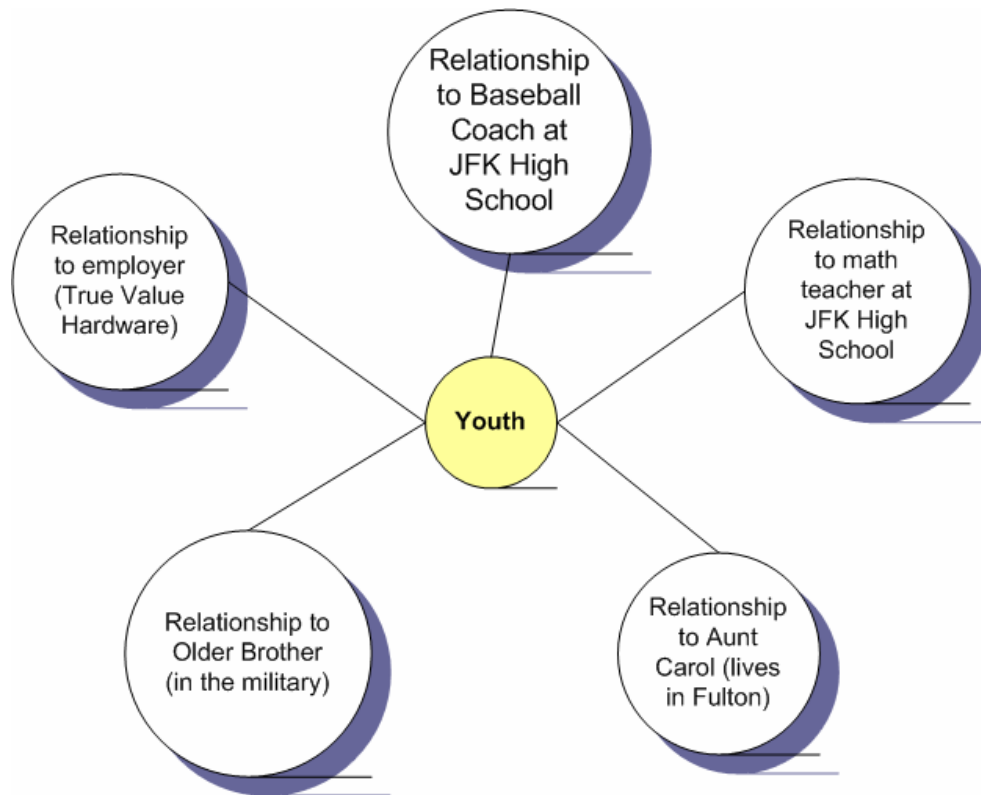 Relationship
to Baseball
Coach at
JFK High
School
Relationship
to employer
(True Value
Hardware)
Relationship
to math
teacher at
JFK High
School
Youth
Relationship to
Older Brother
(in the military)
Relationship
to Aunt
Carol (lives
in Fulton)